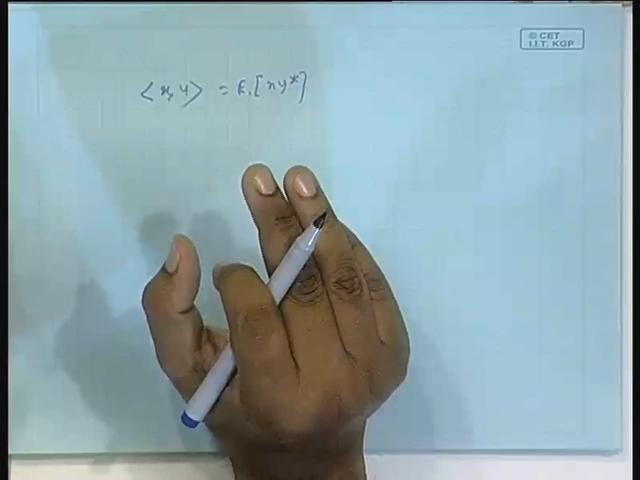 © CET
I.I.T. KGP
<x, y> = E[xy*]